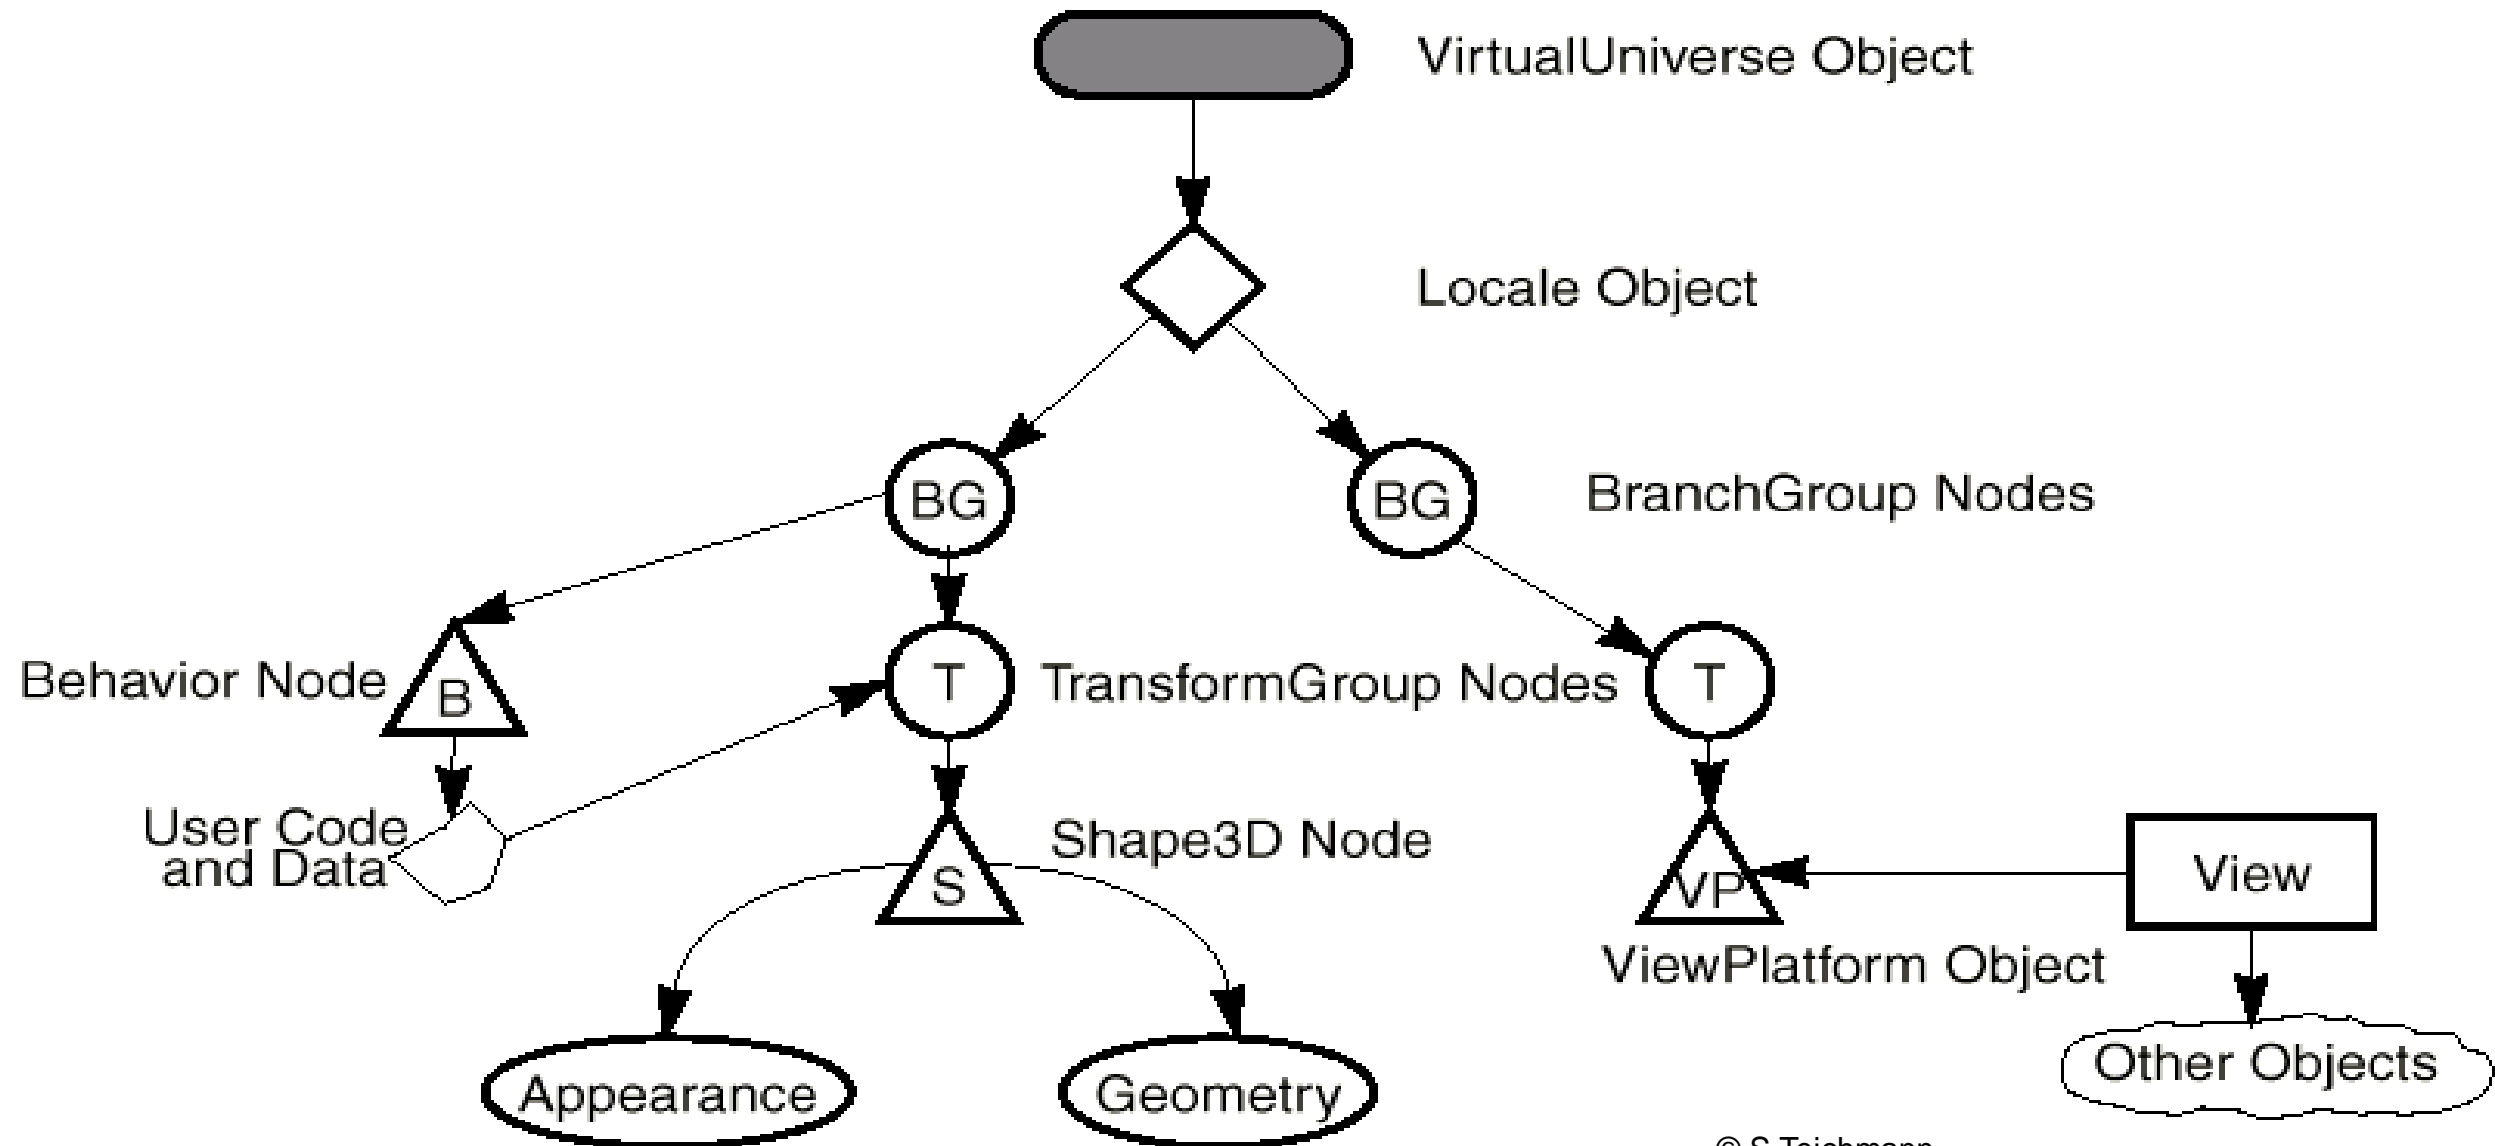 VirtualUniverse Object
Locale Object
BG
BG
BranchGroup Nodes
Behavior Node
B
T
TransformGroup Nodes
T
User Code
and Data
Shape3D Node
S
VP
View
ViewPlatform Object
Appearance
Geometry
Other Objects
© S.Teichmann